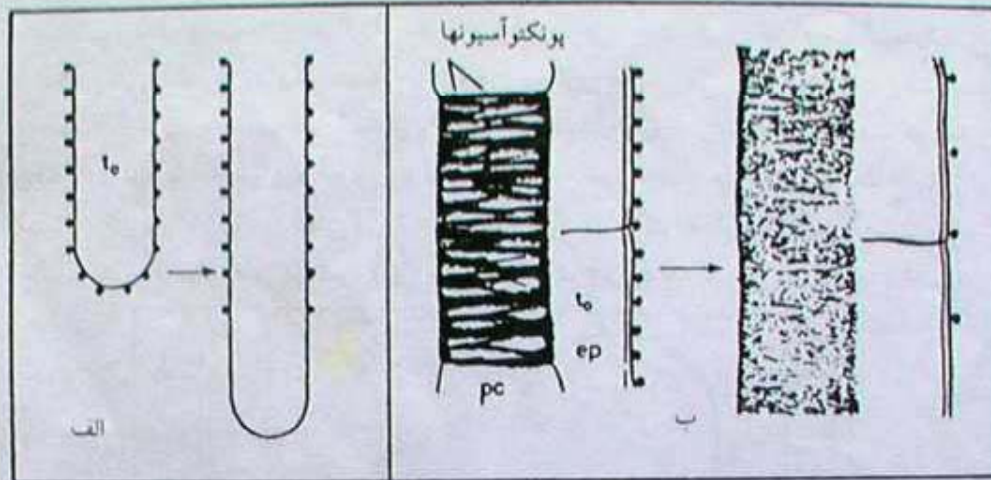 پونکتوآسیونها
t₀
t₀
ep
pc
الف
ب